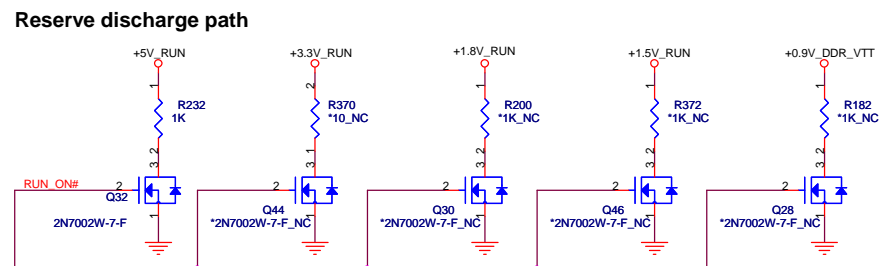 Reserve discharge path
+5V_RUN
+3.3V_RUN
+1.8V_RUN
+1.5V_RUN
+0.9V_DDR_VTT
1
2
1
1
1
R232
1K
R370
*10_NC
R200
*1K_NC
R372
*1K_NC
R182
*1K_NC
3 2
3 1
3 2
3 2
3 2
RUN_ON#
2
2
2
2
2
Q32
2N7002W-7-F
1
Q44
*2N7002W-7-F_NC
1
Q30
*2N7002W-7-F_NC
1
Q46
*2N7002W-7-F_NC
1
Q28
*2N7002W-7-F_NC
1